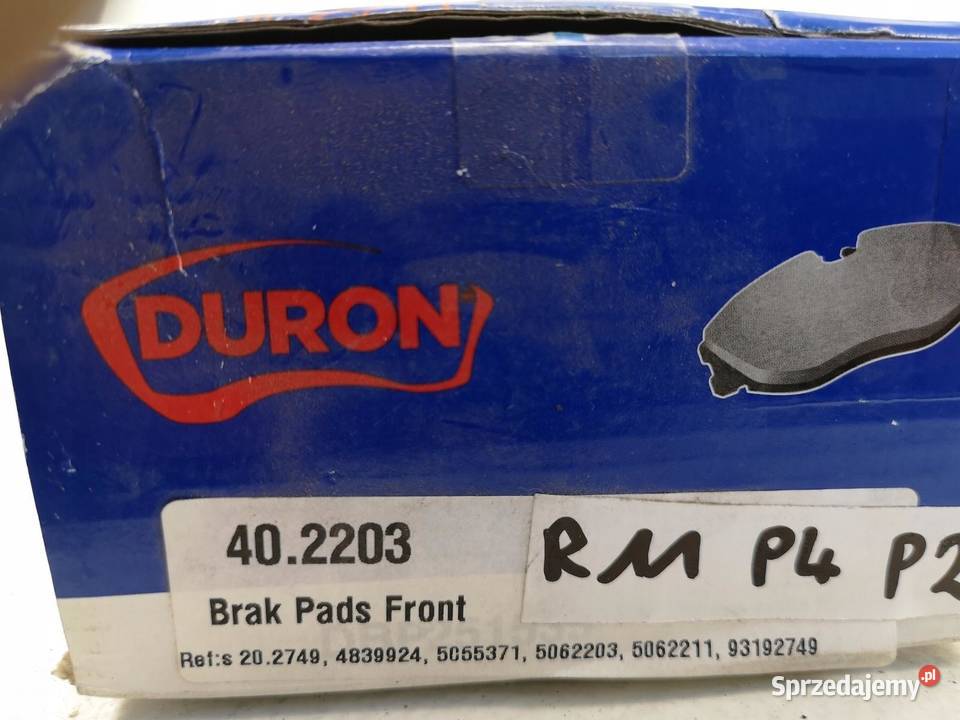 DURON
40.2203
RM P4 P2
Brak Pads Front
Ref:s 20.2749, 4839924, 5055371, 5062203, 5062211, 93192749
Sprzedajemy.pl